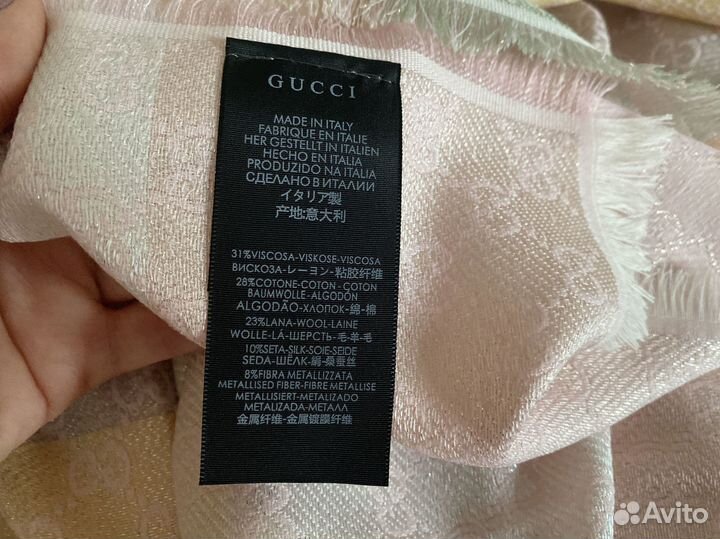 GUCCI
MADE IN ITALY
FABRIQUE EN ITALIE
HER GESTELLT IN ITALIEN
HECHO EN ITALIA
PRODUZIDO NA ITALIA
СДЕЛАНО В ИТАЛИИ
イタリア製
产地:意大利
31%VISCOSA-VISKOSE-VISCOSA
ВИСКОЗА-レーヨン-粘胶纤维
28%COTONE-COTON-COTTON
BAUMWOLLE-ALGODÓN
ALGODÃO-ХЛОПОК-綿-棉
23%LANA-WOOL-LAINE
WOLLE-LÃ-ШЕРСТЬ-毛-羊毛
10%SETA-SILK-SOIE-SEIDE
SEDA-ШЁЛК-絹-桑蚕丝
8%FIBRA METALLIZZATA
METALLISED FIBER-FIBRE METALLISE
METALLISIERT-METALIZADO
METALIZADA-МЕТАЛЛ
金属纤维-金属镀膜纤维
Avito